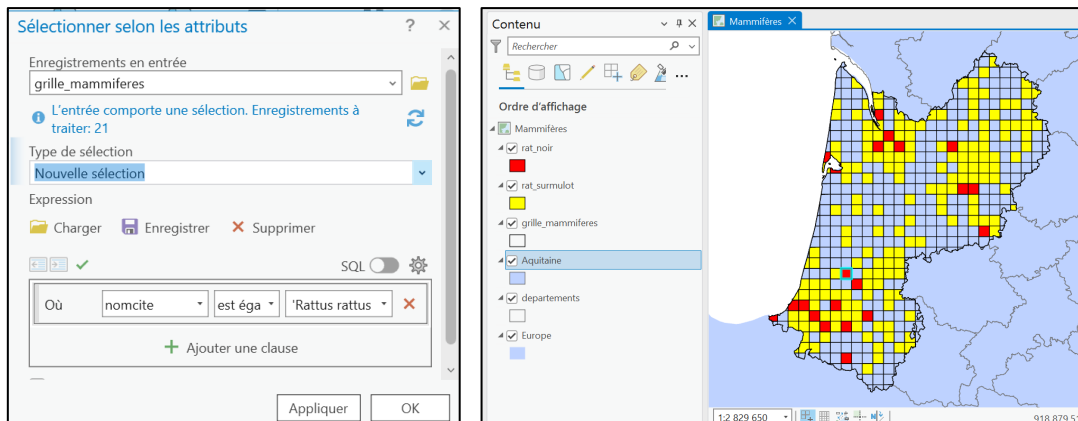 Sélectionner selon les attributs ? ×
Enregistrements en entrée
grille_mammiferes
L'entrée comporte une sélection. Enregistrements à
traiter: 21
Type de sélection
Nouvelle sélection
Expression
Charger Enregistrer × Supprimer
SQL
Où nomcite est éga 'Rattus rattus ×
+ Ajouter une clause
Appliquer OK
Contenu
Rechercher
...
Ordre d'affichage
Mammifères
rat_noir
rat_surmulot
grille_mammiferes
Aquitaine
departements
Europe
Mammifères ×
1:2 829 650
918 879,51